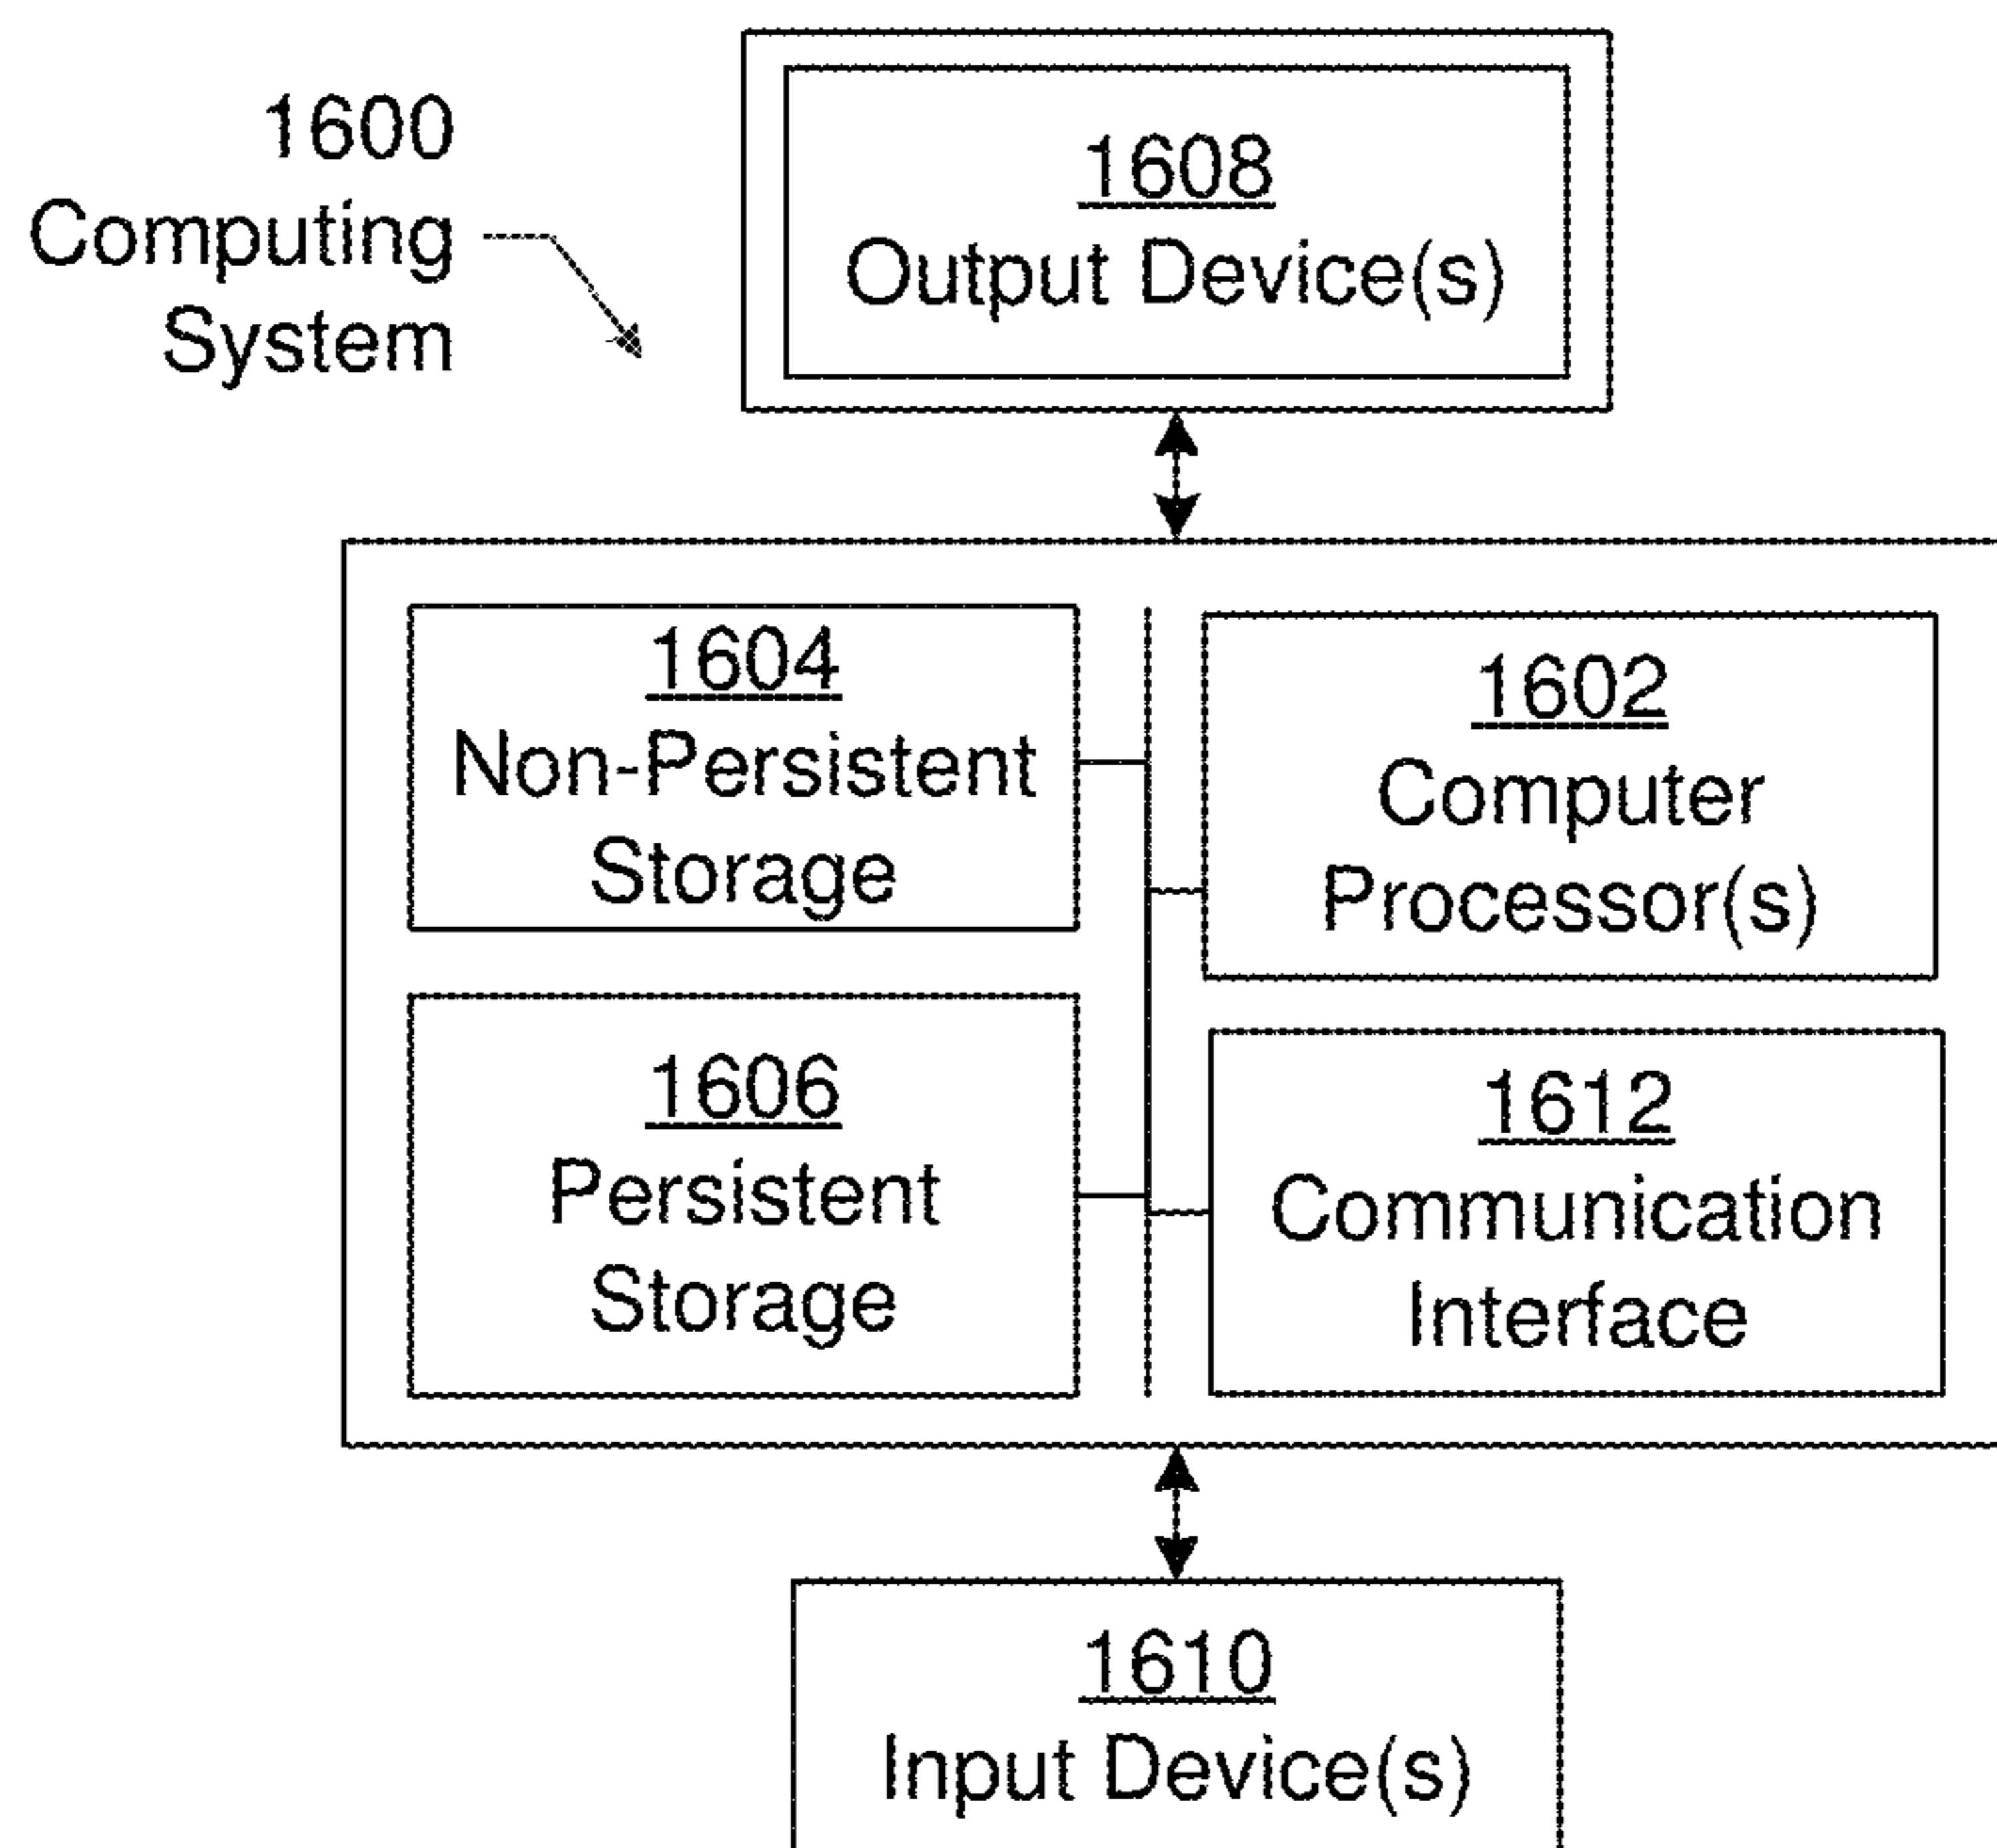 1600
Computing
System
1608
Output Device(s)
1604
Non-Persistent
Storage
1602
Computer
Processor(s)
1606
Persistent
Storage
1612
Communication
Interface
1610
Input Device(s)